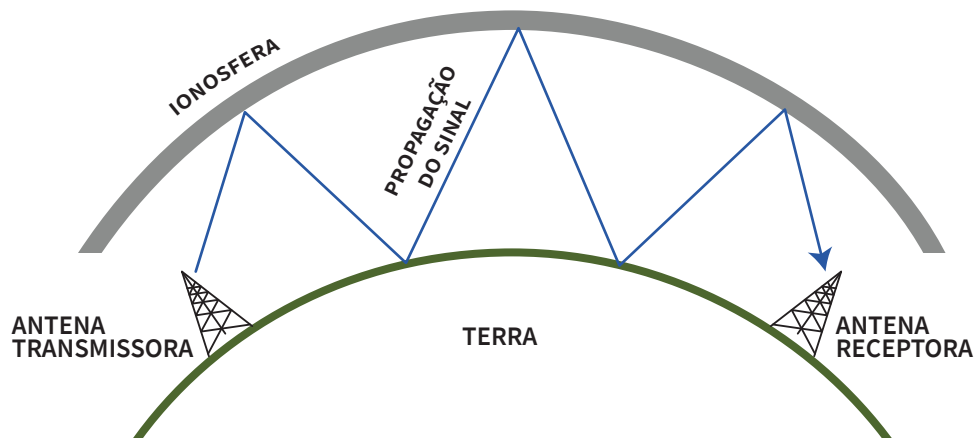 IONOSFERA
PROPAGAÇÃO
DO SINAL
ANTENA
TRANSMISSORA
TERRA
ANTENA
RECEPTORA